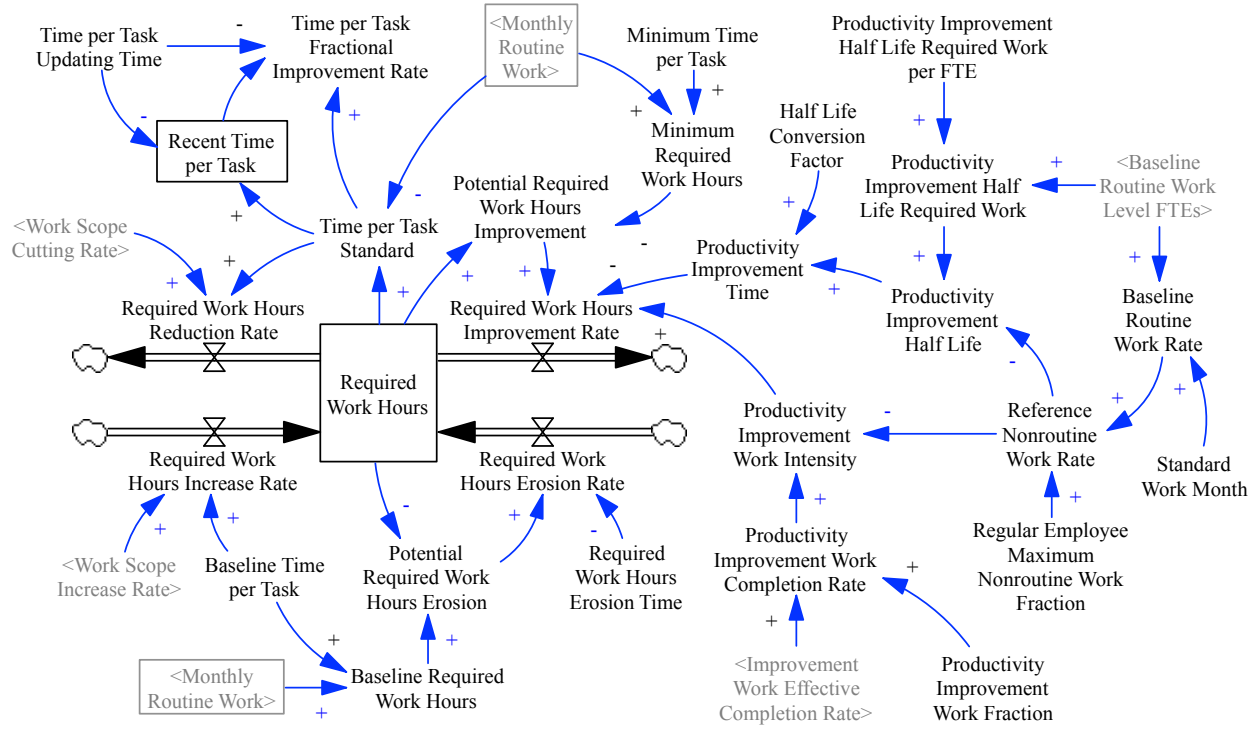 Time per Task
Updating Time
-
+
Time per Task
Fractional
Improvement Rate
<Monthly
Routine
Work>
Minimum Time
per Task
+
+
Productivity Improvement
Half Life Required Work
per FTE
+
-
Recent Time
per Task
+
Half Life
Conversion
Factor
+
Minimum
Required
Work Hours
-
Productivity
Improvement Half
Life Required Work
+
<Baseline
Routine Work
Level FTEs>
+
<Work Scope
Cutting Rate>
+
+
+
Time per Task
Standard
-
+
Potential Required
Work Hours
Improvement
+
+
-
Productivity
Improvement
Time
+
+
Productivity
Improvement
Half Life
-
Baseline
Routine
Work Rate
+
+
Required Work Hours
Reduction Rate
Required Work Hours
Improvement Rate
+
Required
Work Hours
Productivity
Improvement
Work Intensity
-
Reference
Nonroutine
Work Rate
+
Standard
Work Month
Required Work
Hours Increase Rate
+
+
Required Work
Hours Erosion Rate
+
-
-
+
Productivity
Improvement Work
Completion Rate
+
+
Regular Employee
Maximum
Nonroutine Work
Fraction
<Work Scope
Increase Rate>
Baseline Time
per Task
+
Potential
Required Work
Hours Erosion
+
Required
Work Hours
Erosion Time
<Monthly
Routine Work>
+
Baseline Required
Work Hours
<Improvement
Work Effective
Completion Rate>
Productivity
Improvement
Work Fraction